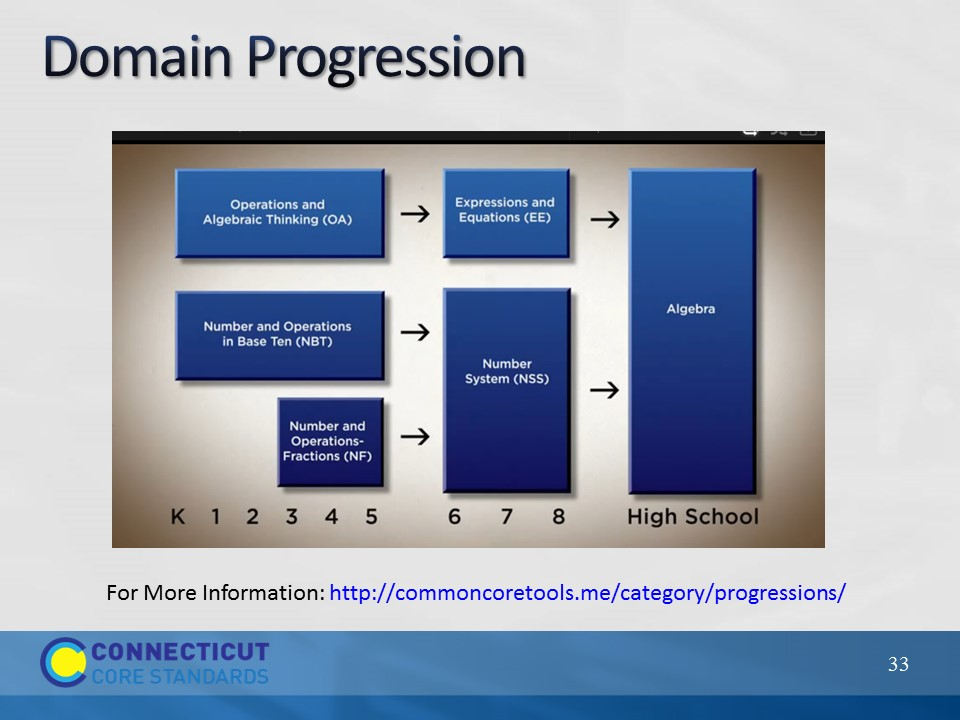 Domain Progression
Operations and
Algebraic Thinking (OA)
Expressions and
Equations (EE)
Algebra
Number and Operations
in Base Ten (NBT)
Number
System (NSS)
Number and
Operations-
Fractions (NF)
K 1 2 3 4 5 6 7 8 High School
For More Information: http://commoncoretools.me/category/progressions/
CONNECTICUT
CORE STANDARDS
33